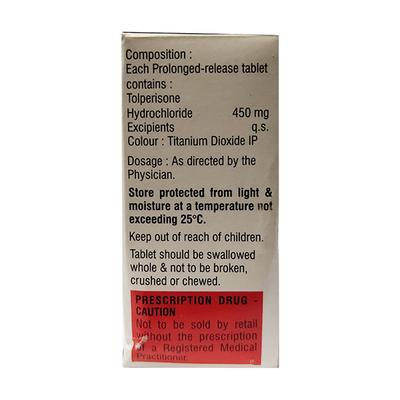 Composition :
Each Prolonged-release tablet
contains :
Tolperisone
Hydrochloride 450 mg
Excipients q.s.
Colour : Titanium Dioxide IP
Dosage : As directed by the
Physician.
Store protected from light &
moisture at a temperature not
exceeding 25°C.
Keep out of reach of children.
Tablet should be swallowed
whole & not to be broken,
crushed or chewed.
PRESCRIPTION DRUG -
CAUTION
Not to be sold by retail
without the prescription
of a Registered Medical
Practitioner.